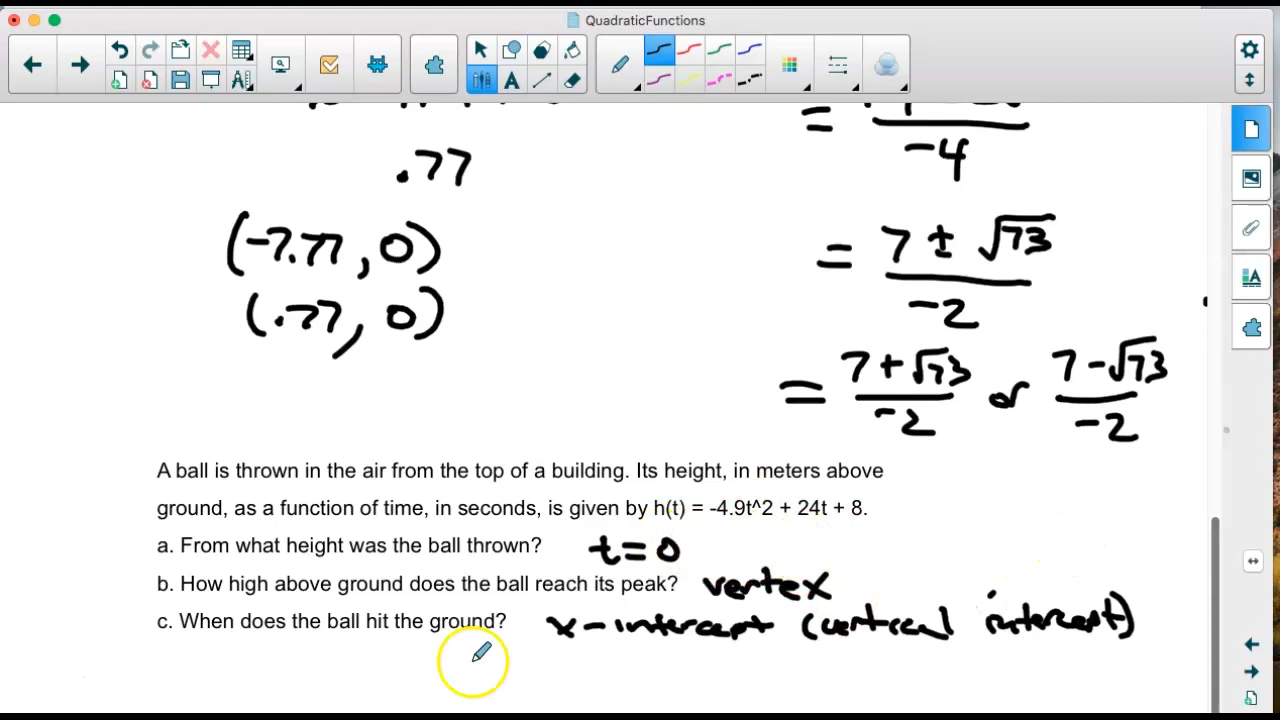 QuadraticFunctions
=
-4
.77
(-7.77, 0)
= 7 ± √73
-2
(.77, 0)
= 7 + √73 or 7 - √73
-2 -2
A ball is thrown in the air from the top of a building. Its height, in meters above
ground, as a function of time, in seconds, is given by h(t) = -4.9t^2 + 24t + 8.
a. From what height was the ball thrown? t = 0
b. How high above ground does the ball reach its peak? vertex
c. When does the ball hit the ground? x-intercept (vertical intercept)